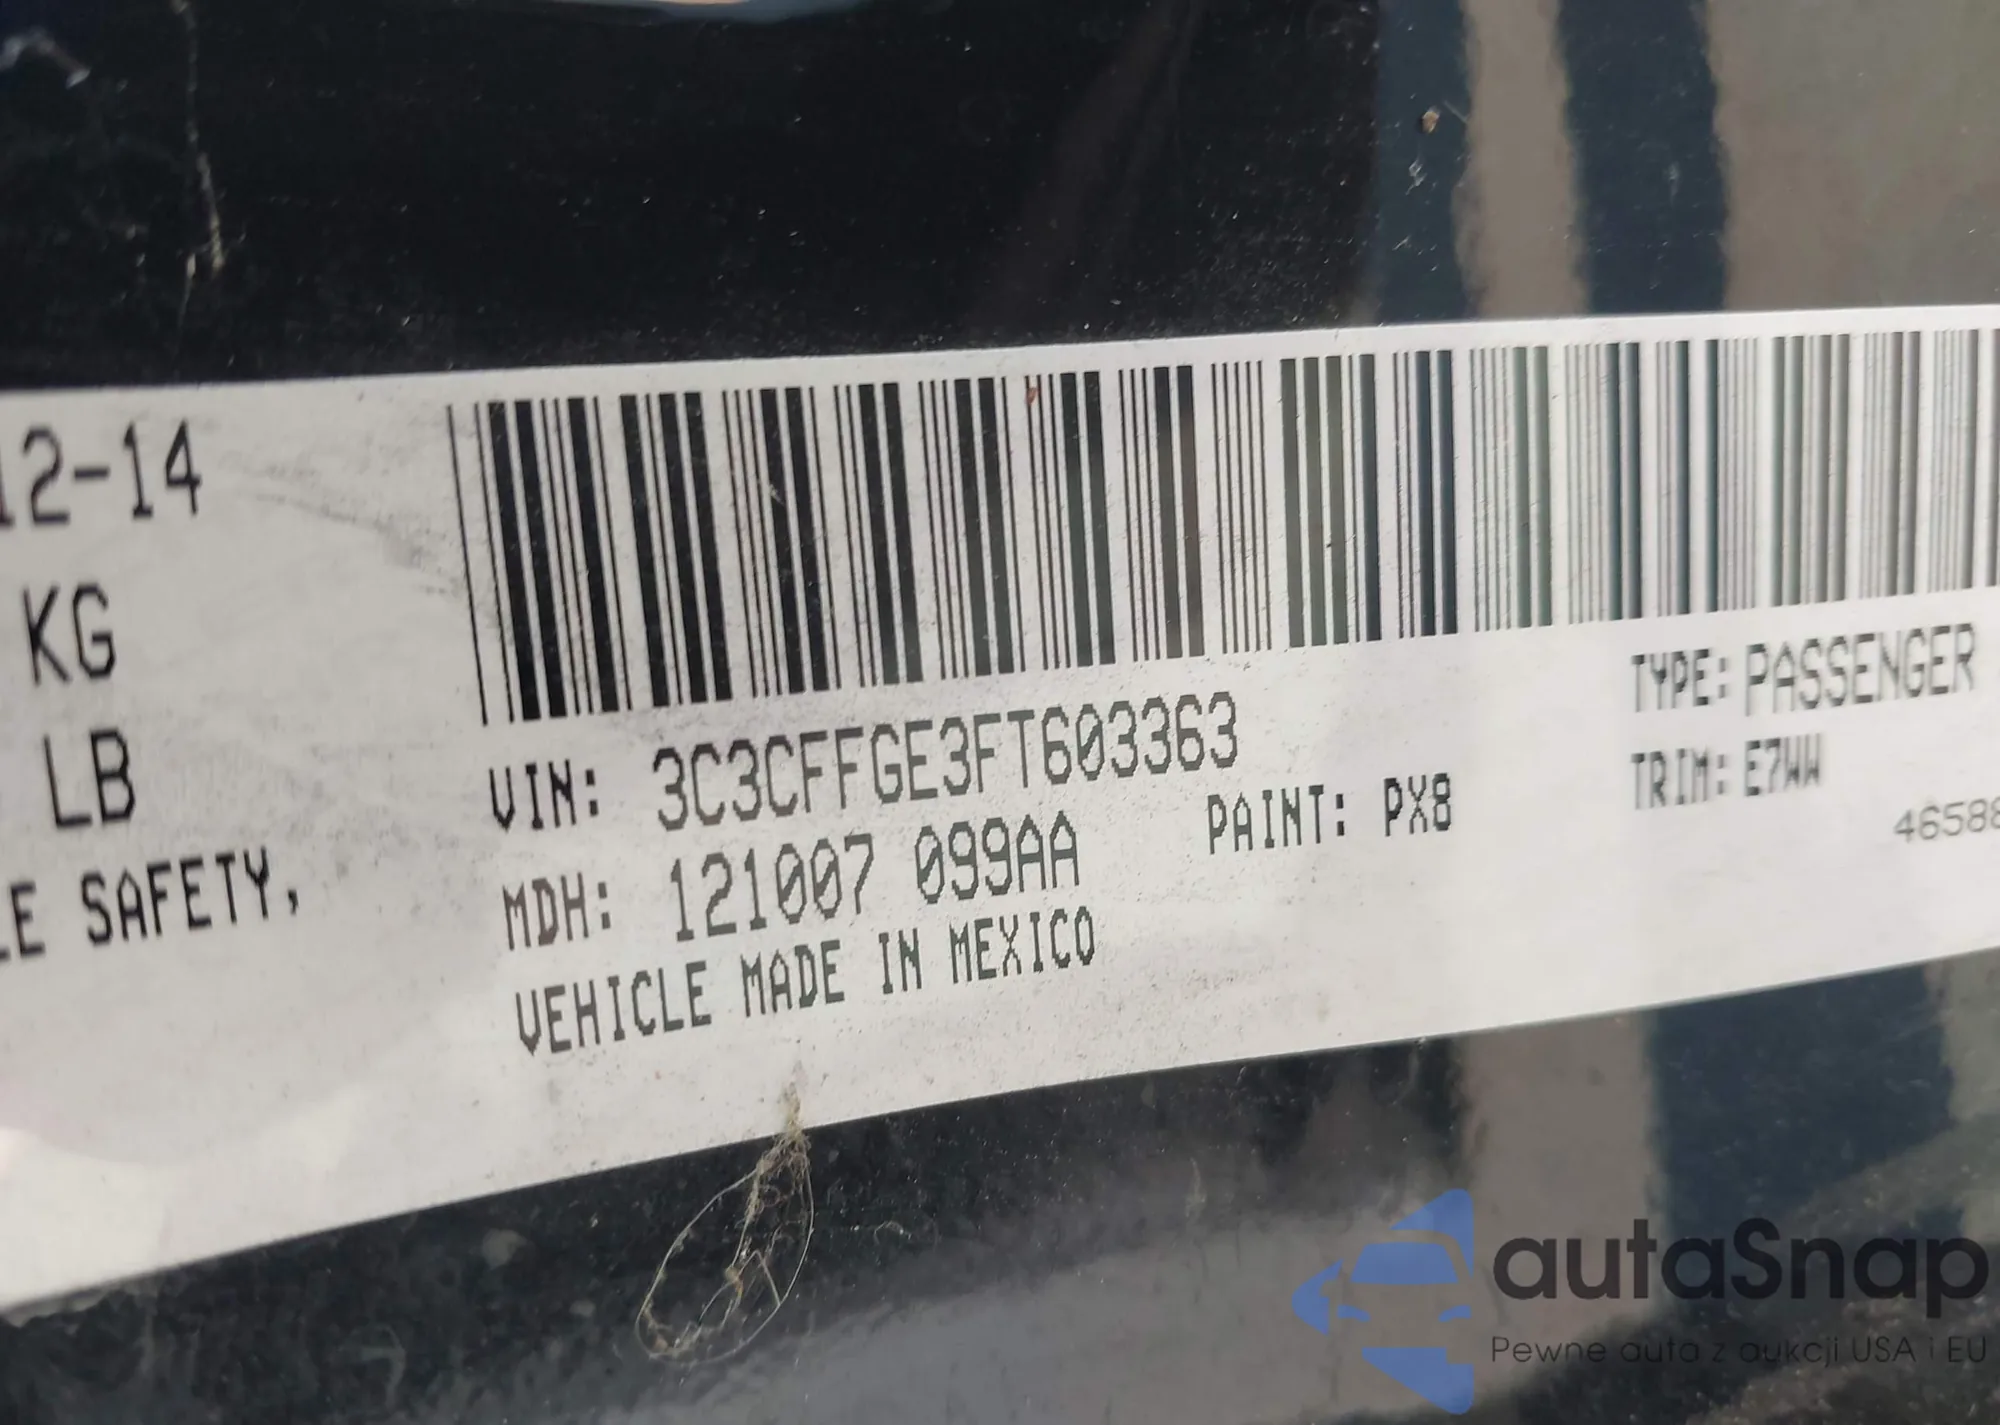 12-14
KG
LB
LE SAFETY,
VIN: 3C3CFFGE3FT603363
MDH: 121007 099AA
PAINT: PX8
VEHICLE MADE IN MEXICO
TYPE: PASSENGER
TRIM: E7WW
46588
autaSnap
Pewne auta z aukcji USA i EU